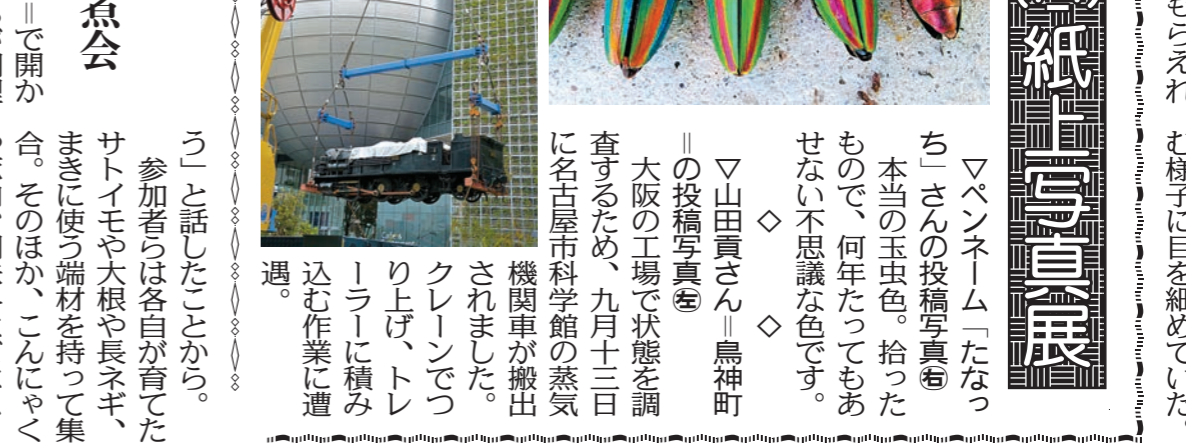 もらえれ
む様子に目を細めていた。
紙上写真展
▽ペンネーム「たなっ
ち」さんの投稿写真㊨
本当の玉虫色。拾った
もので、何年たってもあ
せない不思議な色です。
◇ ◇
▽山田貢さん＝鳥神町
＝の投稿写真㊧
大阪の工場で状態を調
査するため、九月十三日
に名古屋市科学館の蒸気
機関車が搬出
されました。
クレーンでつ
り上げ、トレ
ーラーに積み
込む作業に遭
遇。
う」と話したことから。
参加者らは各自が育てた
サトイモや大根や長ネギ、
まきに使う端材を持って集
合。そのほか、こんにゃく
煮会
＝で開か